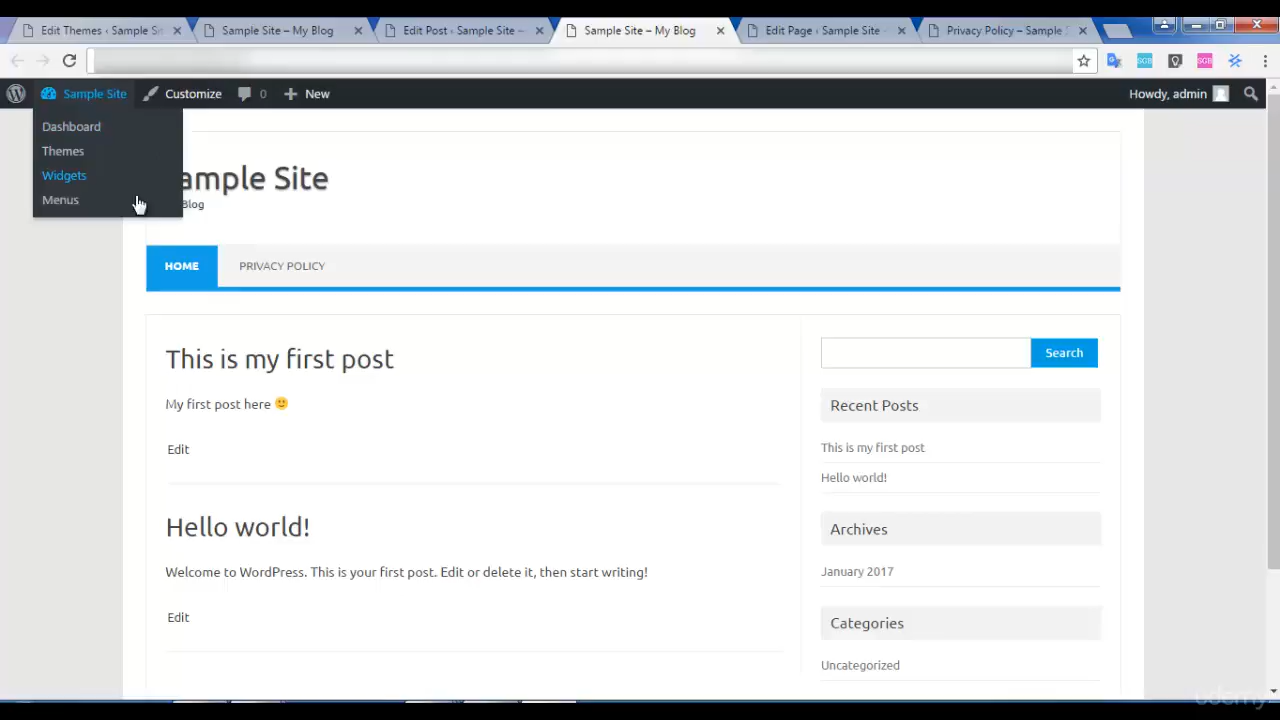 Edit Themes ‹ Sample Sit
Sample Site – My Blog
Edit Post ‹ Sample Site —
Sample Site – My Blog
Edit Page ‹ Sample Site
Privacy Policy – Sample S
Sample Site
Customize
0
New
Howdy, admin
Dashboard
Themes
Widgets
Menus
ample Site
Blog
HOME
PRIVACY POLICY
This is my first post
My first post here 🙂
Edit
Hello world!
Welcome to WordPress. This is your first post. Edit or delete it, then start writing!
Edit
Search
Recent Posts
This is my first post
Hello world!
Archives
January 2017
Categories
Uncategorized
SGB
SGB
udemy